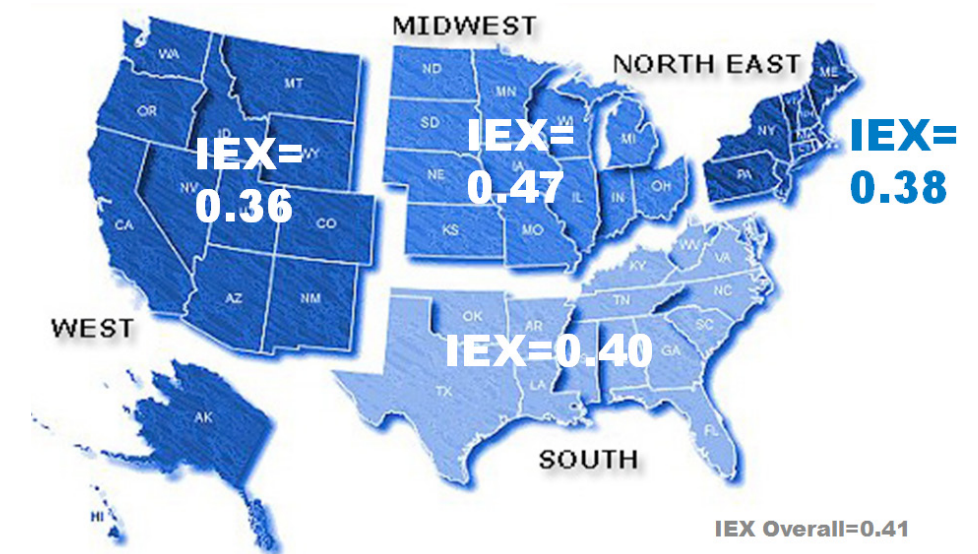 MIDWEST
NORTH EAST
WEST
SOUTH
WA
OR
ID
MT
WY
NV
CA
CO
AZ
NM
AK
HI
IEX=
0.36
ND
MN
SD
WI
MI
NE
IA
IL
IN
OH
KS
MO
IEX=
0.47
ME
VT
NY
MA
CT
PA
IEX=
0.38
KY
WV
VA
TN
NC
OK
AR
SC
GA
TX
LA
FL
IEX=0.40
IEX Overall=0.41